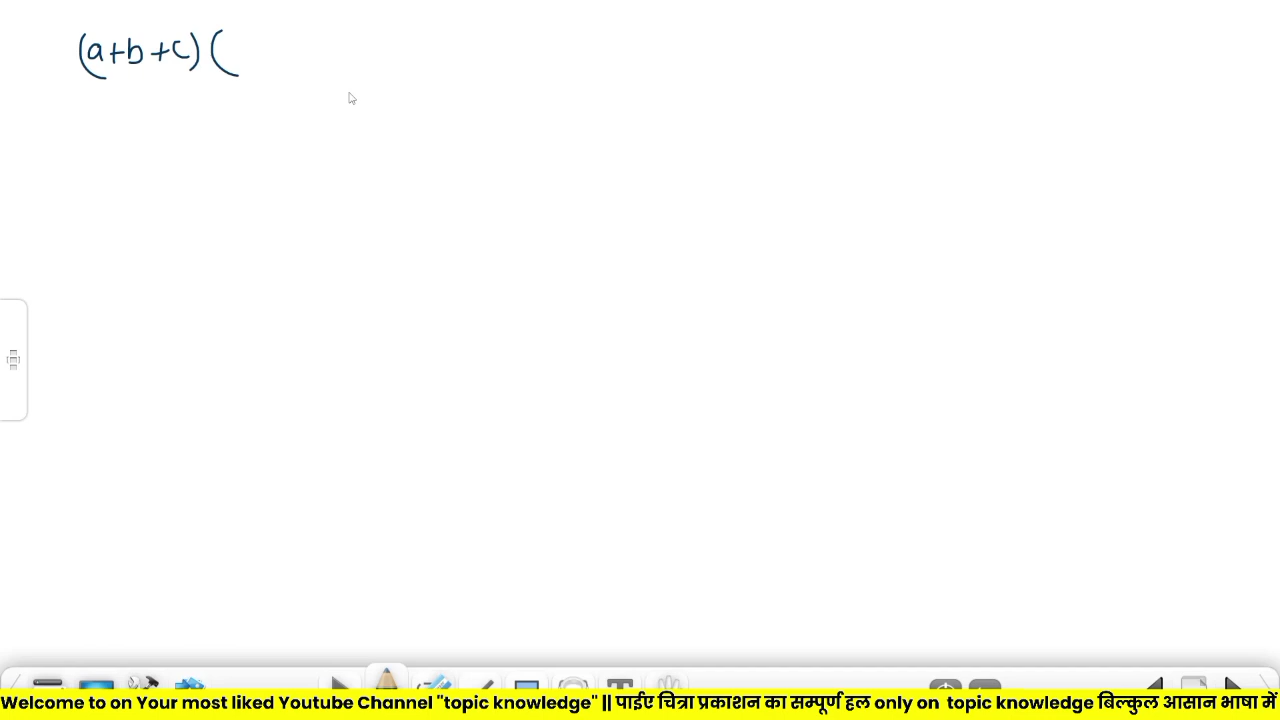 (a+b+c) (
Welcome to on Your most liked Youtube Channel "topic knowledge" || पाईए चित्रा प्रकाशन का सम्पूर्ण हल only on topic knowledge बिल्कुल आसान भाषा में